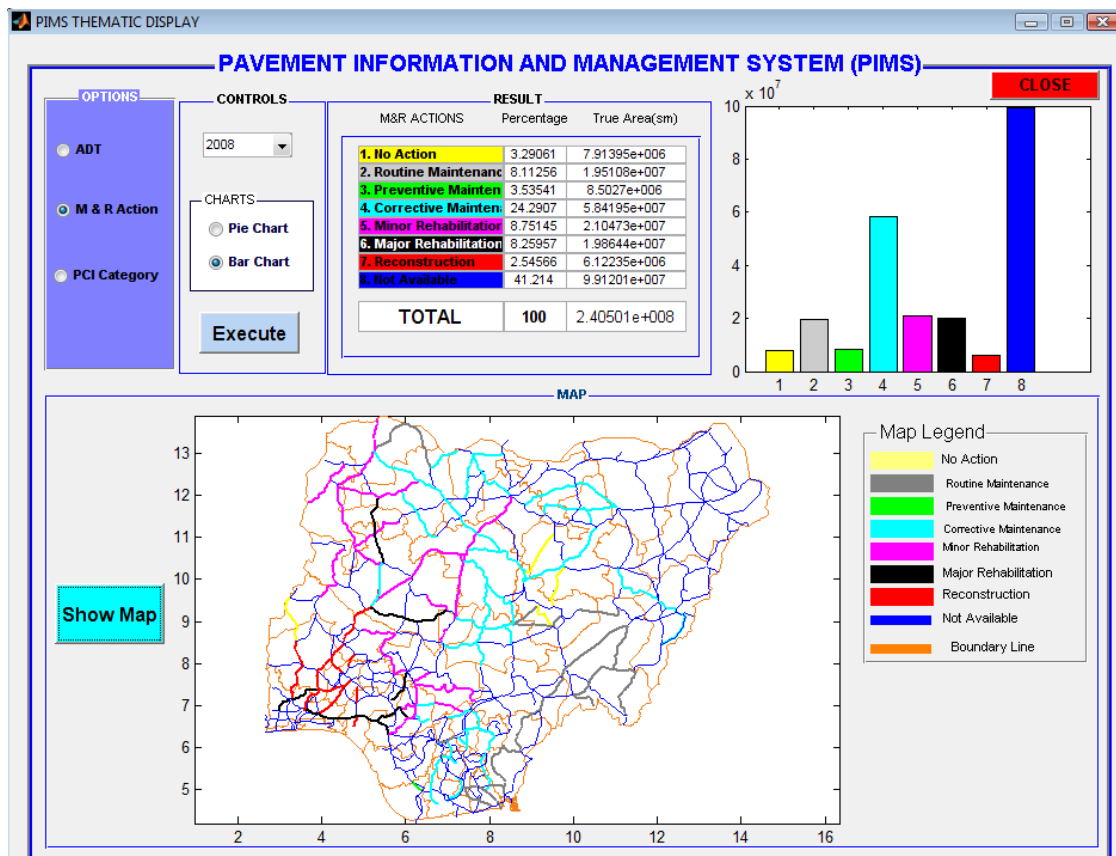 PIMS THEMATIC DISPLAY
PAVEMENT INFORMATION AND MANAGEMENT SYSTEM (PIMS)
CLOSE
OPTIONS
ADT
M & R Action
PCI Category
CONTROLS
2008
CHARTS
Pie Chart
Bar Chart
Execute
RESULT
M&R ACTIONS Percentage True Area(sm)
1. No Action 3.29061 7.91395e+006
2. Routine Maintenanc 8.11256 1.95108e+007
3. Preventive Mainten 3.53541 8.5027e+006
4. Corrective Mainten 24.2907 5.84195e+007
5. Minor Rehabilitation 8.75145 2.10473e+007
6. Major Rehabilitation 8.25957 1.98644e+007
7. Reconstruction 2.54566 6.12235e+006
8. Not Available 41.214 9.91201e+007
TOTAL 100 2.40501e+008
x 10^7
10
8
6
4
2
0
1 2 3 4 5 6 7 8
MAP
Show Map
13
12
11
10
9
8
7
6
5
2 4 6 8 10 12 14 16
Map Legend
No Action
Routine Maintenance
Preventive Maintenance
Corrective Maintenance
Minor Rehabilitation
Major Rehabilitation
Reconstruction
Not Available
Boundary Line